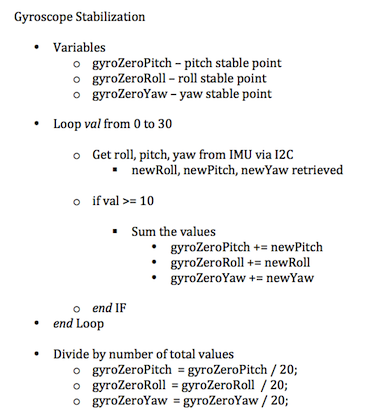 Gyroscope Stabilization
• Variables
o gyroZeroPitch – pitch stable point
o gyroZeroRoll – roll stable point
o gyroZeroYaw – yaw stable point
• Loop val from 0 to 30
o Get roll, pitch, yaw from IMU via I2C
▪ newRoll, newPitch, newYaw retrieved
o if val >= 10
▪ Sum the values
• gyroZeroPitch += newPitch
• gyroZeroRoll += newRoll
• gyroZeroYaw += newYaw
o end IF
• end Loop
• Divide by number of total values
o gyroZeroPitch = gyroZeroPitch / 20;
o gyroZeroRoll = gyroZeroRoll / 20;
o gyroZeroYaw = gyroZeroYaw / 20;